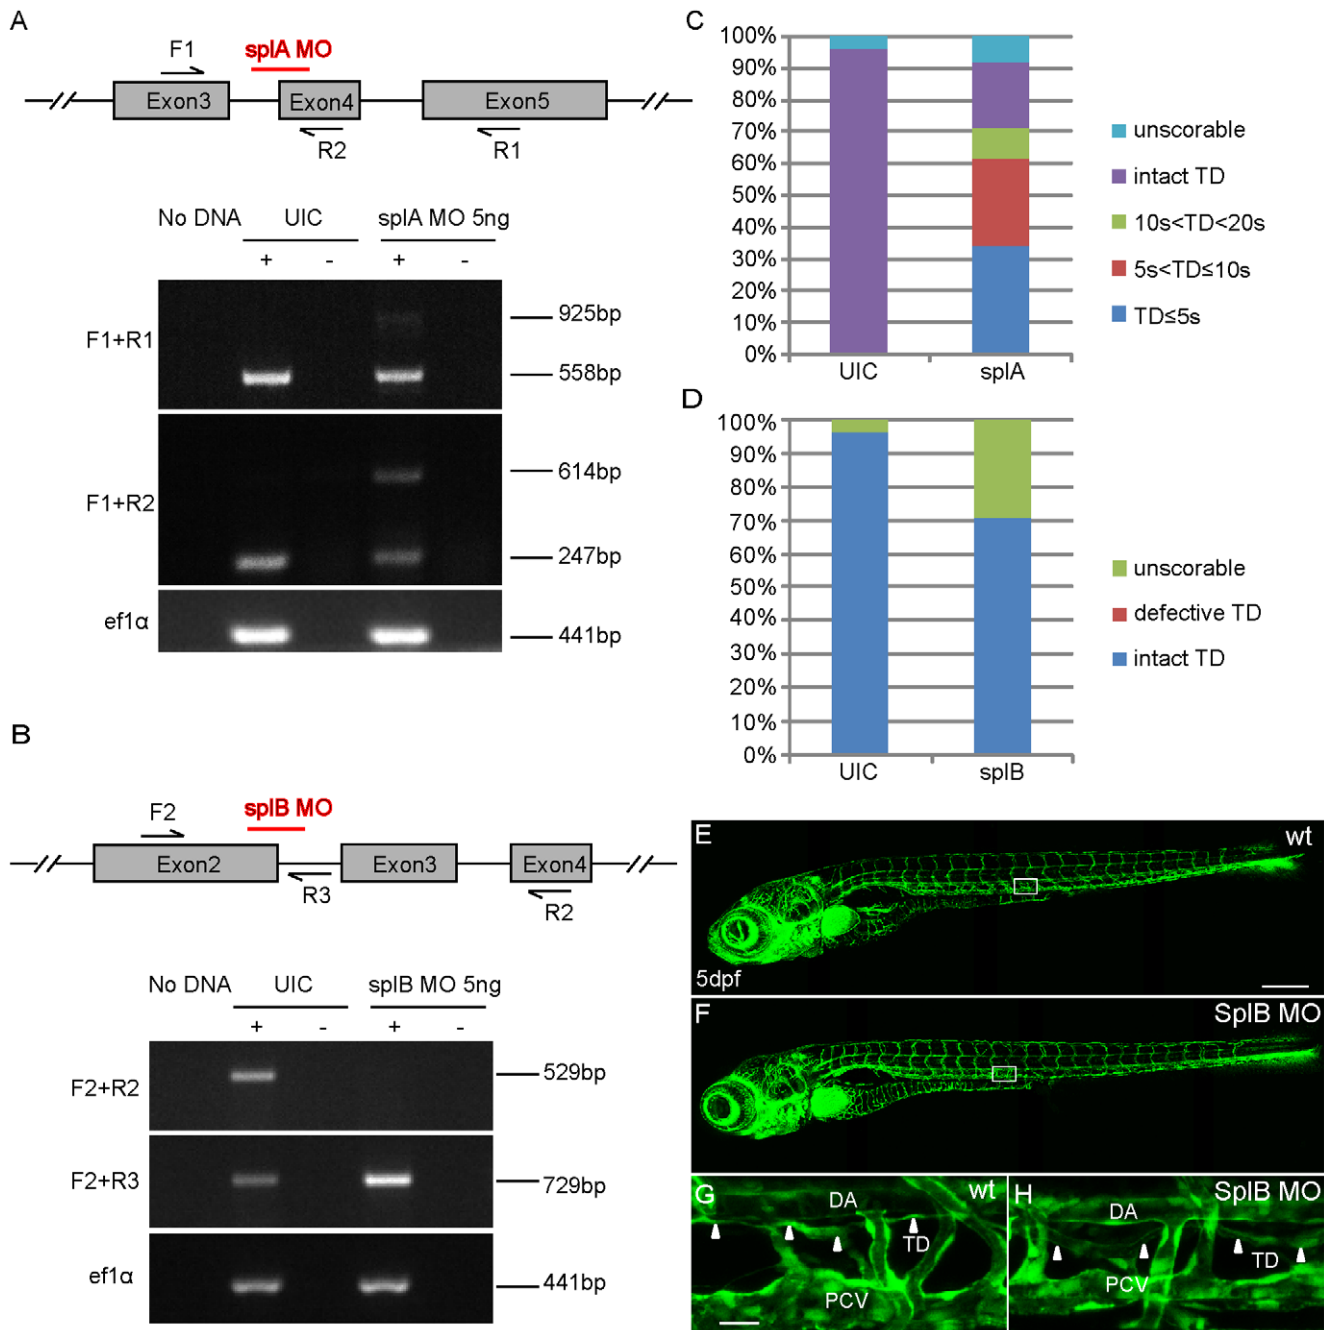 A
F1
splA MO
Exon3
Exon4
Exon5
R2
R1
No DNA
UIC
splA MO 5ng
+ - + -
F1+R1
925bp
558bp
F1+R2
614bp
247bp
ef1α
441bp
B
F2
splB MO
Exon2
Exon3
Exon4
R3
R2
No DNA
UIC
splB MO 5ng
+ - + -
F2+R2
529bp
F2+R3
729bp
ef1α
441bp
C
100%
90%
80%
70%
60%
50%
40%
30%
20%
10%
0%
UIC
splA
unscorable
intact TD
10s<TD<20s
5s<TD≤10s
TD≤5s
D
100%
90%
80%
70%
60%
50%
40%
30%
20%
10%
0%
UIC
splB
unscorable
defective TD
intact TD
E
wt
5dpf
F
SplB MO
G
wt
DA
TD
PCV
H
SplB MO
DA
TD
PCV